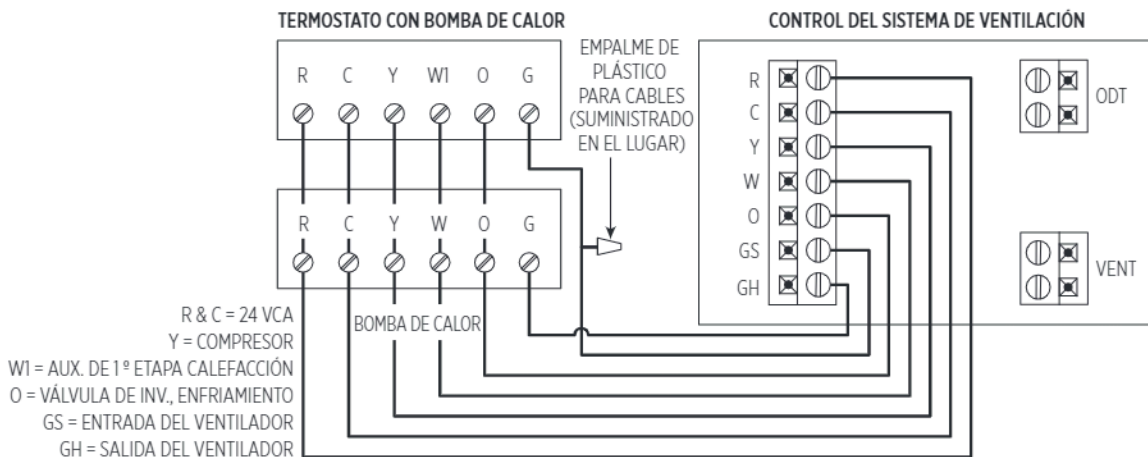 TERMOSTATO CON BOMBA DE CALOR
R C Y W1 O G
EMPALME DE
PLÁSTICO
PARA CABLES
(SUMINISTRADO
EN EL LUGAR)
R C Y W O G
BOMBA DE CALOR
R & C = 24 VCA
Y = COMPRESOR
W1 = AUX. DE 1º ETAPA CALEFACCIÓN
O = VÁLVULA DE INV., ENFRIAMIENTO
GS = ENTRADA DEL VENTILADOR
GH = SALIDA DEL VENTILADOR
CONTROL DEL SISTEMA DE VENTILACIÓN
R
C
Y
W
O
GS
GH
ODT
VENT